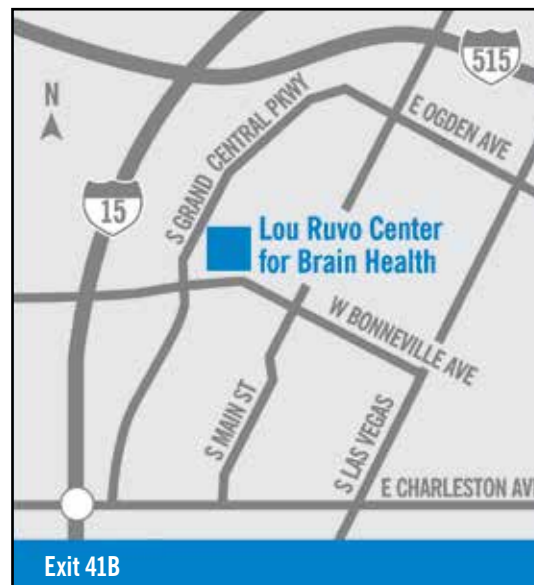 515
N
E OGDEN AVE
S GRAND CENTRAL PKWY
15
Lou Ruvo Center
for Brain Health
W BONNEVILLE AVE
S MAIN ST
S LAS VEGAS
E CHARLESTON AV
Exit 41B